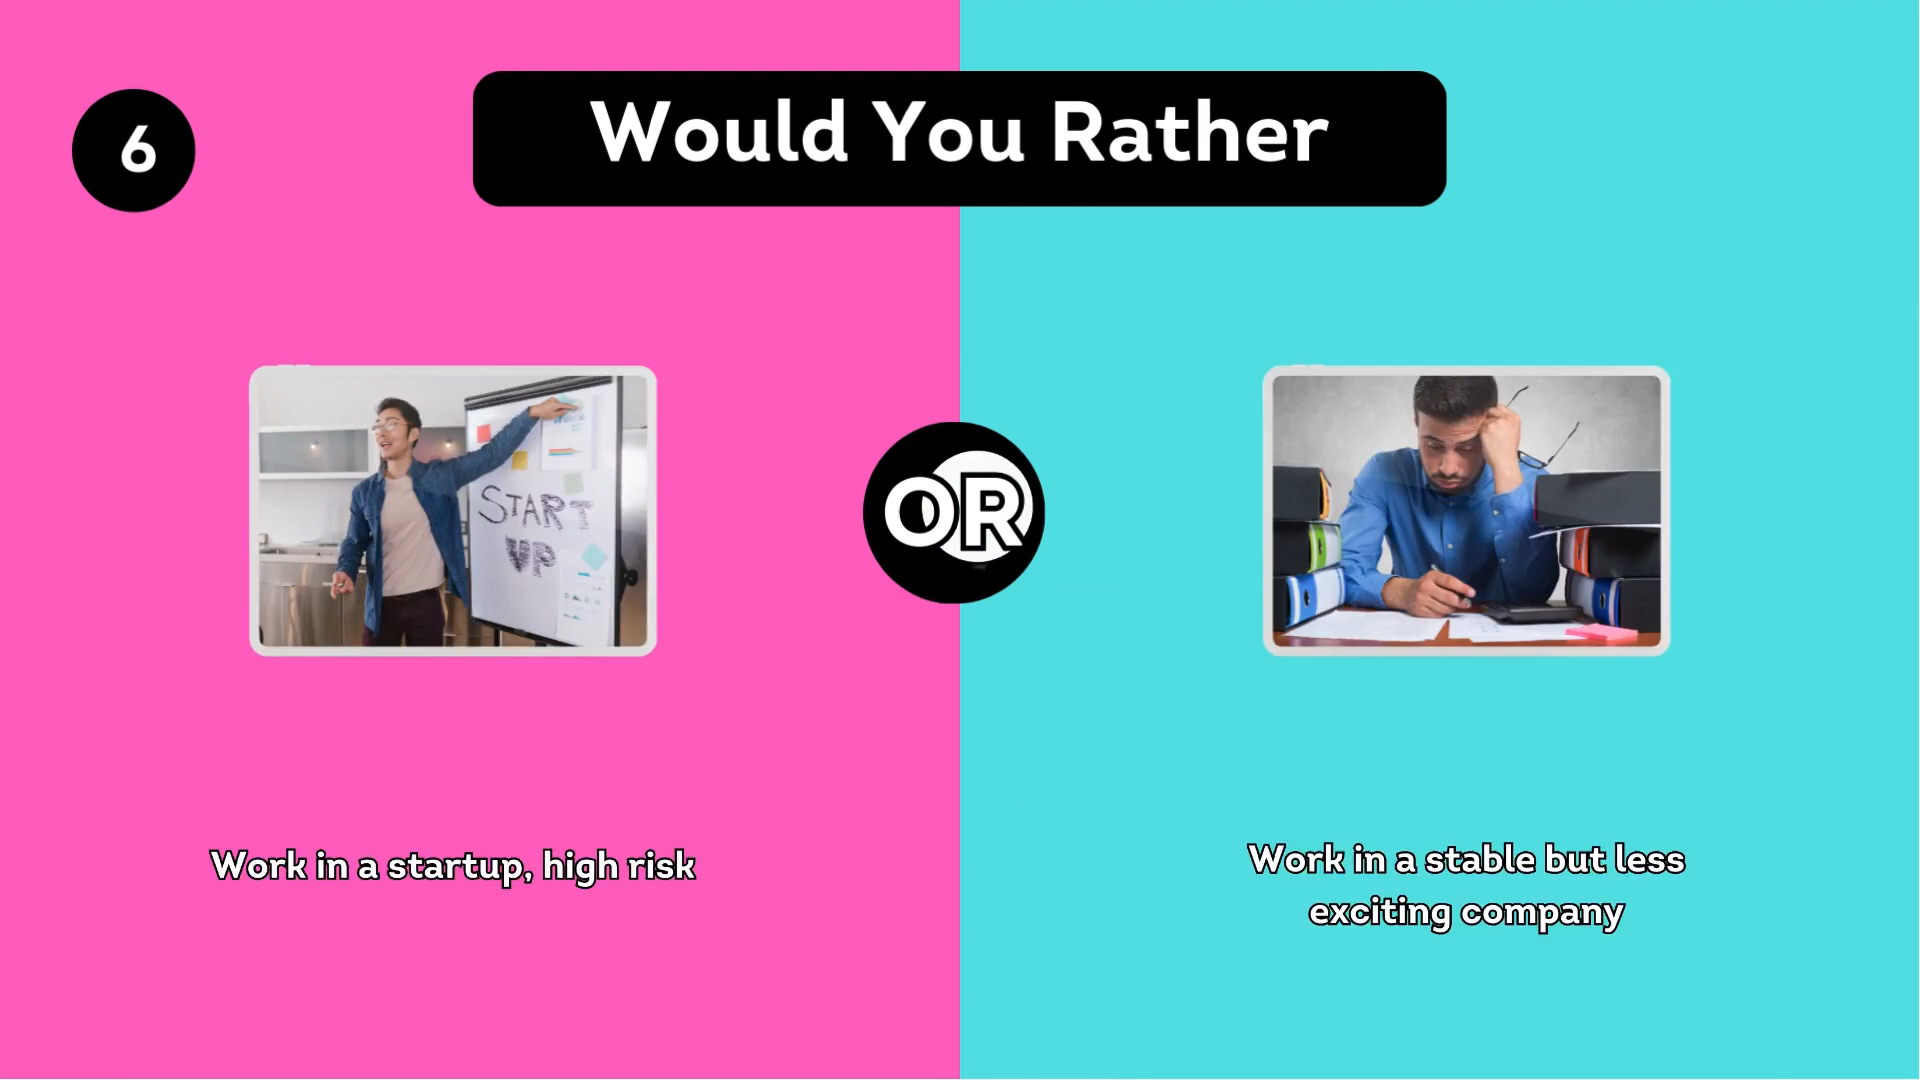 6
Would You Rather
START
UP
OR
Work in a startup, high risk
Work in a stable but less
exciting company